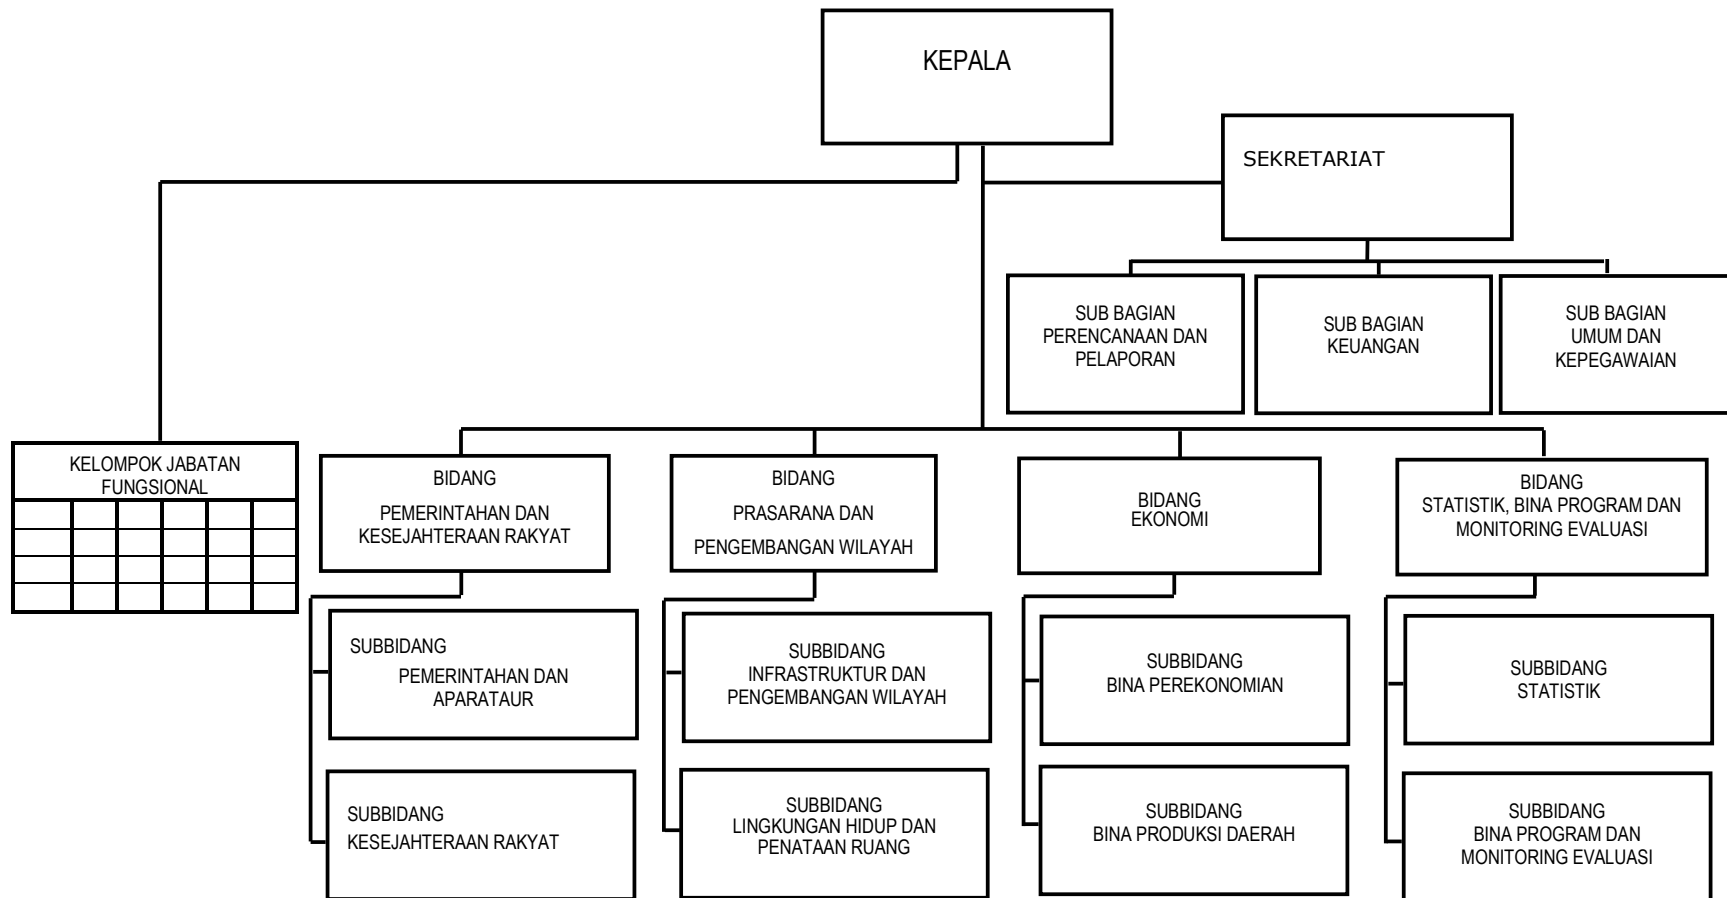 KEPALA
SEKRETARIAT
SUB BAGIAN
PERENCANAAN DAN
PELAPORAN
SUB BAGIAN
KEUANGAN
SUB BAGIAN
UMUM DAN
KEPEGAWAIAN
KELOMPOK JABATAN
FUNGSIONAL
BIDANG
PEMERINTAHAN DAN
KESEJAHTERAAN RAKYAT
BIDANG
PRASARANA DAN
PENGEMBANGAN WILAYAH
BIDANG
EKONOMI
BIDANG
STATISTIK, BINA PROGRAM DAN
MONITORING EVALUASI
SUBBIDANG
PEMERINTAHAN DAN
APARATAUR
SUBBIDANG
INFRASTRUKTUR DAN
PENGEMBANGAN WILAYAH
SUBBIDANG
BINA PEREKONOMIAN
SUBBIDANG
STATISTIK
SUBBIDANG
KESEJAHTERAAN RAKYAT
SUBBIDANG
LINGKUNGAN HIDUP DAN
PENATAAN RUANG
SUBBIDANG
BINA PRODUKSI DAERAH
SUBBIDANG
BINA PROGRAM DAN
MONITORING EVALUASI